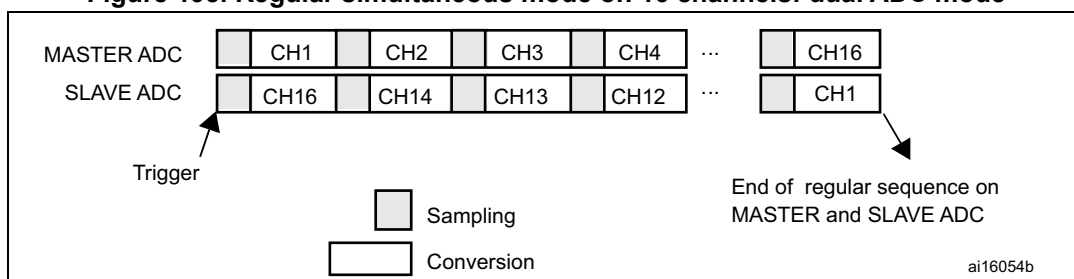 Figure 133. Regular simultaneous mode on 16 channels: dual ADC mode
MASTER ADC CH1 CH2 CH3 CH4 ... CH16
SLAVE ADC CH16 CH14 CH13 CH12 ... CH1
Trigger
End of regular sequence on
MASTER and SLAVE ADC
Sampling
Conversion
ai16054b